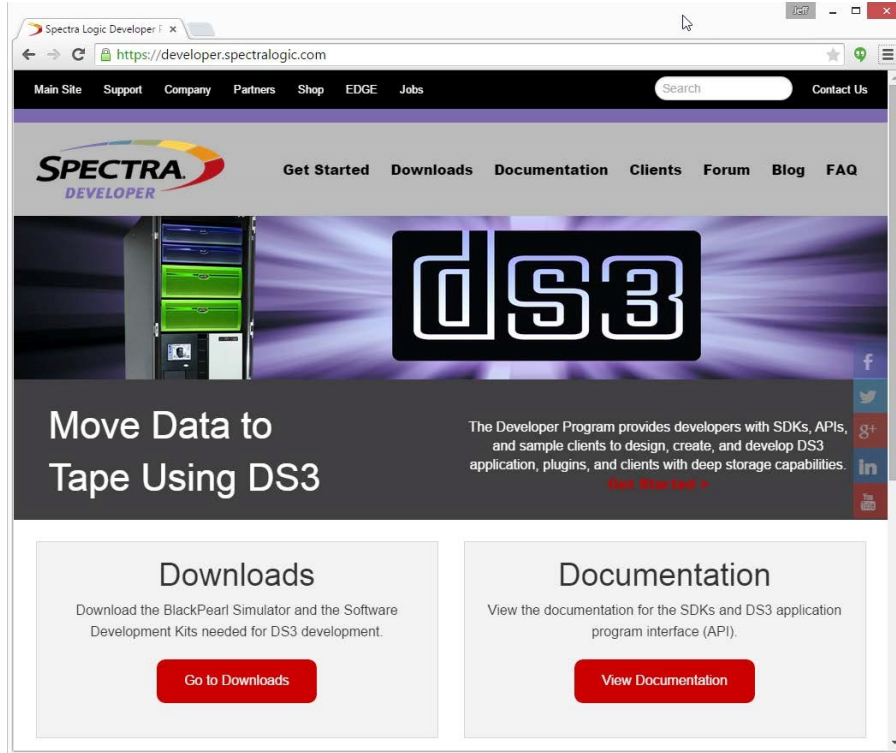 Jeff
Spectra Logic Developer P
https://developer.spectralogic.com
Main Site Support Company Partners Shop EDGE Jobs Search Contact Us
SPECTRA
DEVELOPER
Get Started Downloads Documentation Clients Forum Blog FAQ
ds3
f
g+
in
You
Tube
Move Data to
Tape Using DS3
The Developer Program provides developers with SDKs, APIs,
and sample clients to design, create, and develop DS3
application, plugins, and clients with deep storage capabilities.
Get Started >
Downloads
Download the BlackPearl Simulator and the Software
Development Kits needed for DS3 development.
Go to Downloads
Documentation
View the documentation for the SDKs and DS3 application
program interface (API).
View Documentation